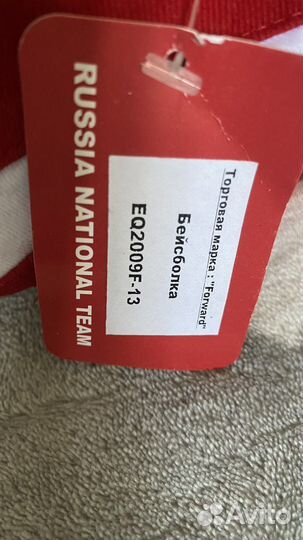 RUSSIA NATIONAL TEAM
Торговая марка : "Forward"
Бейсболка
EQ2009F-13
Avito